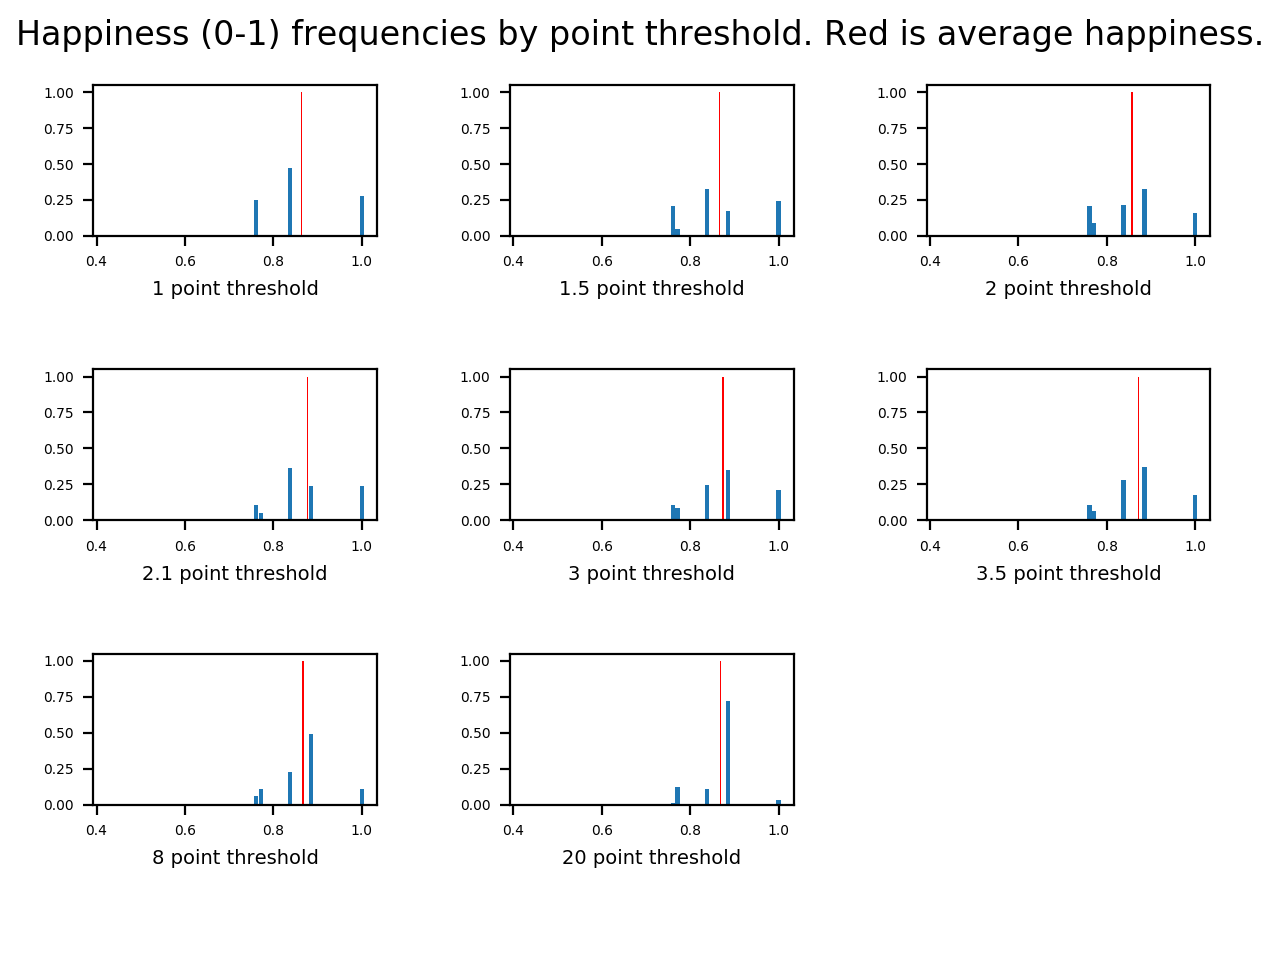 Happiness (0-1) frequencies by point threshold. Red is average happiness.
1.00 1.00 1.00
0.75 0.75 0.75
0.50 0.50 0.50
0.25 0.25 0.25
0.00 0.00 0.00
0.4 0.6 0.8 1.0 0.4 0.6 0.8 1.0 0.4 0.6 0.8 1.0
1 point threshold 1.5 point threshold 2 point threshold
1.00 1.00 1.00
0.75 0.75 0.75
0.50 0.50 0.50
0.25 0.25 0.25
0.00 0.00 0.00
0.4 0.6 0.8 1.0 0.4 0.6 0.8 1.0 0.4 0.6 0.8 1.0
2.1 point threshold 3 point threshold 3.5 point threshold
1.00 1.00
0.75 0.75
0.50 0.50
0.25 0.25
0.00 0.00
0.4 0.6 0.8 1.0 0.4 0.6 0.8 1.0
8 point threshold 20 point threshold